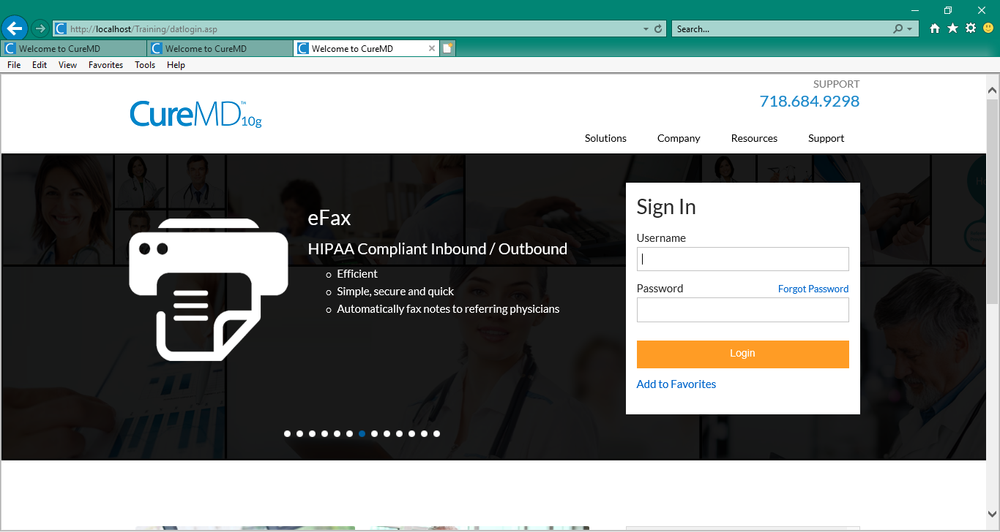 http://localhost/Training/datlogin.asp
Search...
Welcome to CureMD
Welcome to CureMD
Welcome to CureMD
File Edit View Favorites Tools Help
SUPPORT
718.684.9298
CureMD™10g
Solutions Company Resources Support
eFax
HIPAA Compliant Inbound / Outbound
Efficient
Simple, secure and quick
Automatically fax notes to referring physicians
Sign In
Username
Password Forgot Password
Login
Add to Favorites